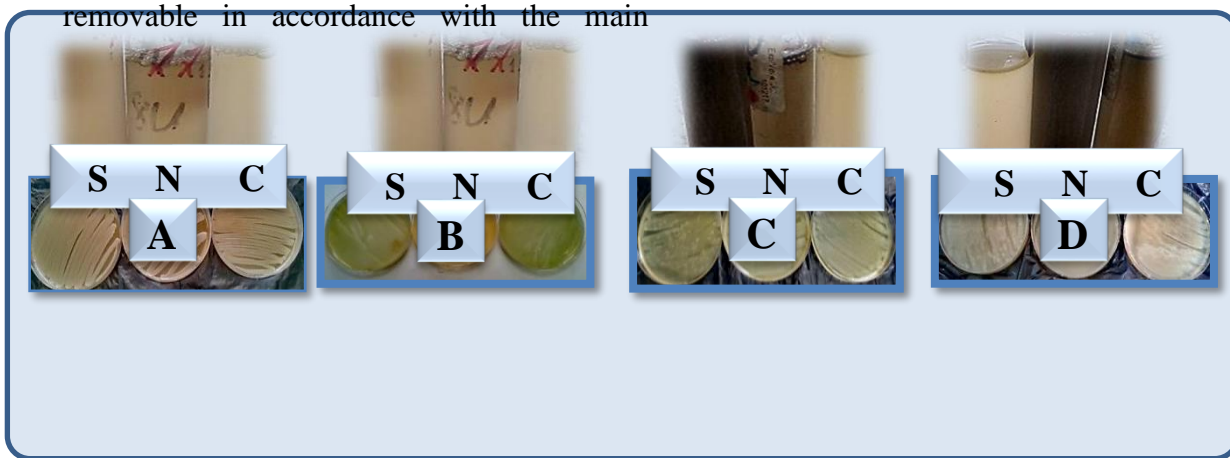 removable in accordance with the main
S N C
S N C
S N C
S N C
A
B
C
D